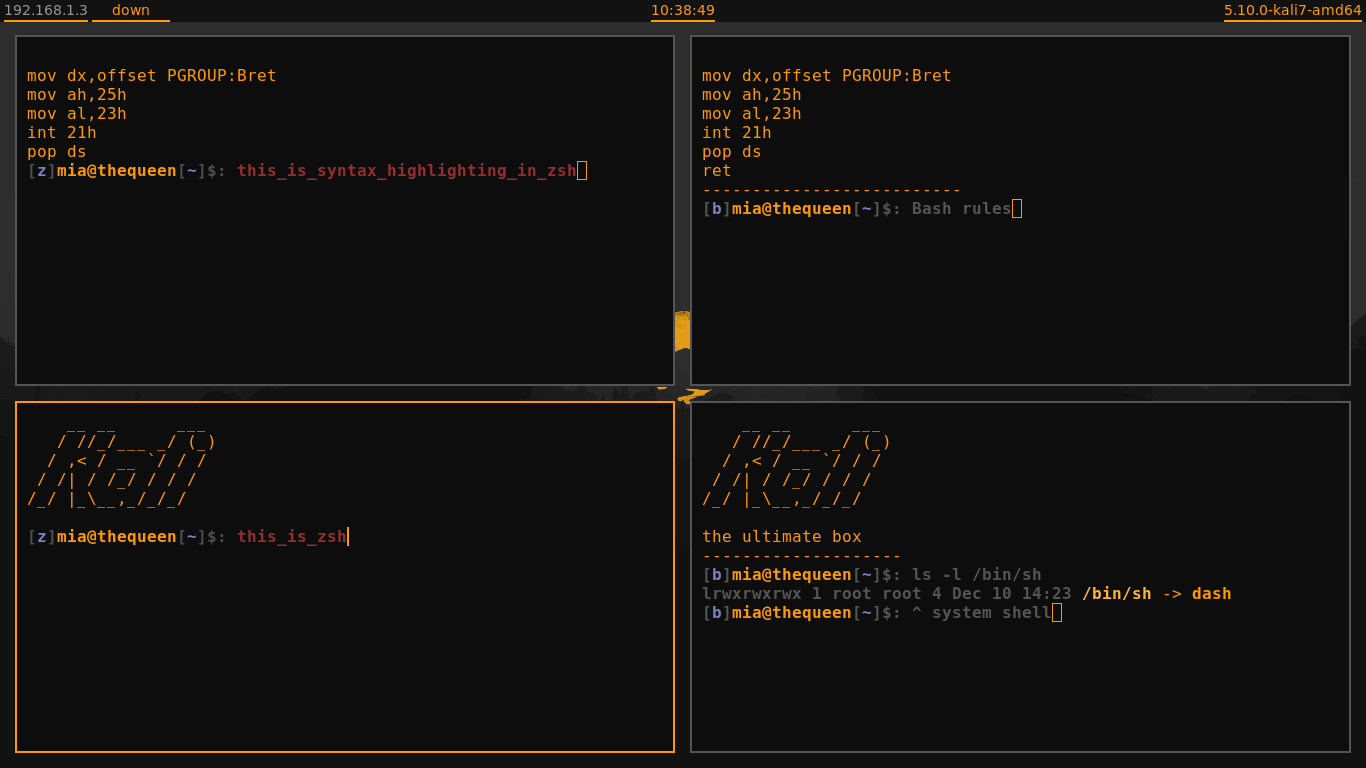 192.168.1.3 down 10:38:49 5.10.0-kali7-amd64
mov dx,offset PGROUP:Bret
mov ah,25h
mov al,23h
int 21h
pop ds
[z]mia@thequeen[~]$: this_is_syntax_highlighting_in_zsh
mov dx,offset PGROUP:Bret
mov ah,25h
mov al,23h
int 21h
pop ds
ret
--------------------------
[b]mia@thequeen[~]$: Bash rules
    __ __      ___
   / //_/___ _/ (_)
  / ,< / __ `/ / /
 / /| / /_/ / / /
/_/ |_\__,_/_/_/
[z]mia@thequeen[~]$: this_is_zsh
    __ __      ___
   / //_/___ _/ (_)
  / ,< / __ `/ / /
 / /| / /_/ / / /
/_/ |_\__,_/_/_/
the ultimate box
--------------------
[b]mia@thequeen[~]$: ls -l /bin/sh
lrwxrwxrwx 1 root root 4 Dec 10 14:23 /bin/sh -> dash
[b]mia@thequeen[~]$: ^ system shell